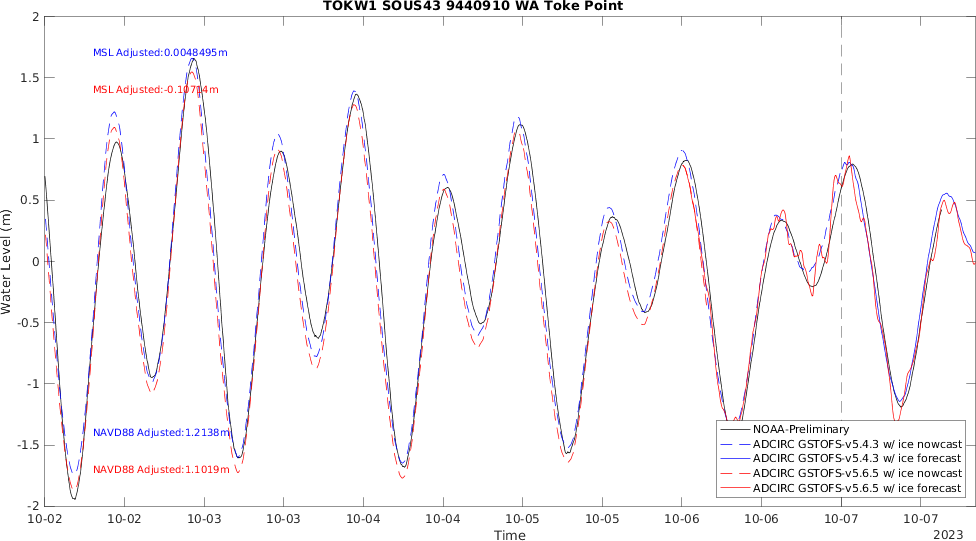 TOKW1 SOUS43 9440910 WA Toke Point
Water Level (m)
2
1.5
1
0.5
0
-0.5
-1
-1.5
-2
MSL Adjusted:0.0048495m
MSL Adjusted:-0.10714m
NAVD88 Adjusted:1.2138m
NAVD88 Adjusted:1.1019m
NOAA-Preliminary
ADCIRC GSTOFS-v5.4.3 w/ ice nowcast
ADCIRC GSTOFS-v5.4.3 w/ ice forecast
ADCIRC GSTOFS-v5.6.5 w/ ice nowcast
ADCIRC GSTOFS-v5.6.5 w/ ice forecast
10-02 10-02 10-03 10-03 10-04 10-04 10-05 10-05 10-06 10-06 10-07 10-07
Time
2023